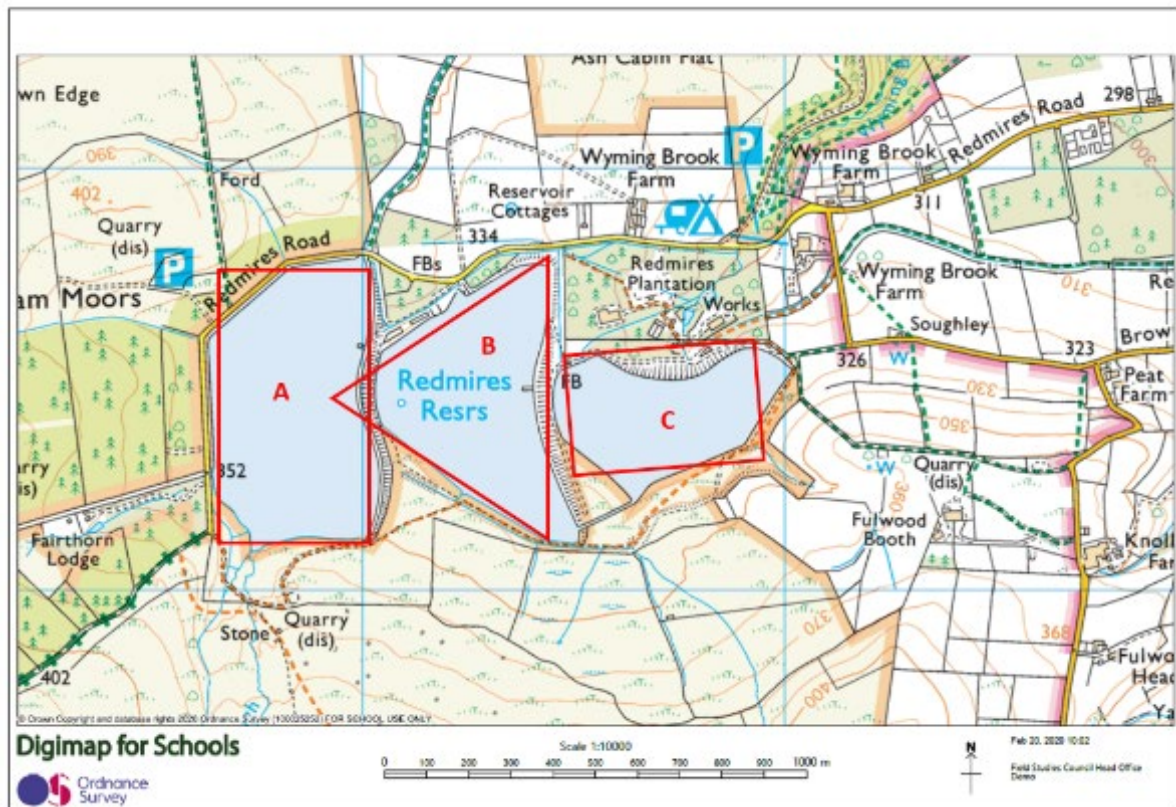 Ash Cabin Flat
wn Edge
Redmires Road
298
300
390
402
Ford
Wyming Brook
Farm
P
Wyming Brook
Farm
Reservoir
Cottages
311
Quarry
(dis)
P
Redmires Road
334
FBs
Redmires
Plantation
Works
Wyming Brook
Farm
310
Re
am Moors
Soughley
W
326
323
Brow
Peat
Farm
330
350
A
B
Redmires
Resrs
FB
C
352
W
360
Quarry
(dis)
Fairthorn
Lodge
Fulwood
Booth
Knoll
Far
Stone
Quarry
(dis)
370
368
Fulwo
Head
402
400
© Crown Copyright and database rights 2020 Ordnance Survey (100025252) FOR SCHOOL USE ONLY
Digimap for Schools
Ordnance
Survey
Scale 1:10000
0 100 200 300 400 500 600 700 800 900 1000 m
N
Feb 20, 2020 10:02
Field Studies Council Head Office
Demo